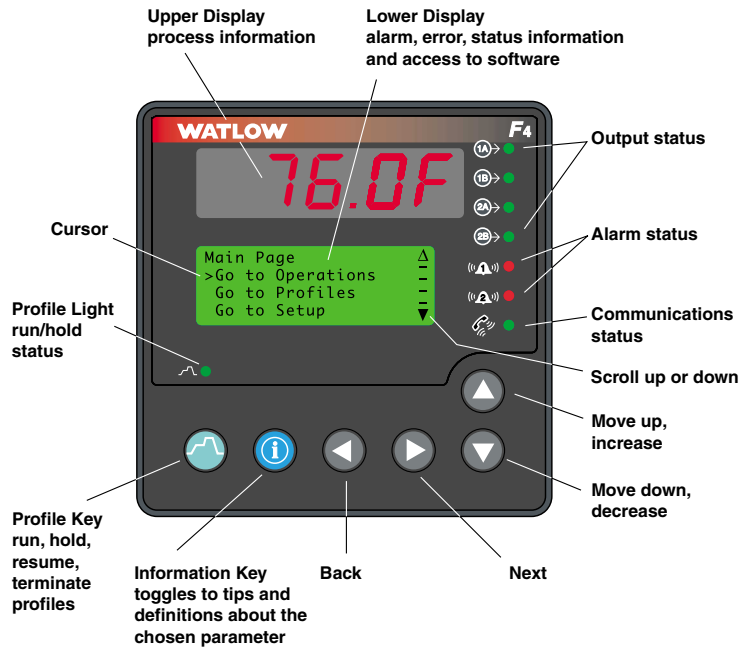 Upper Display
process information
Lower Display
alarm, error, status information
and access to software
WATLOW
F4
76.0F
1A
1B
2A
2B
1
2
Output status
Alarm status
Communications
status
Scroll up or down
Cursor
Main Page
>Go to Operations
Go to Profiles
Go to Setup
Profile Light
run/hold
status
Move up,
increase
Move down,
decrease
i
Profile Key
run, hold,
resume,
terminate
profiles
Information Key
toggles to tips and
definitions about the
chosen parameter
Back
Next